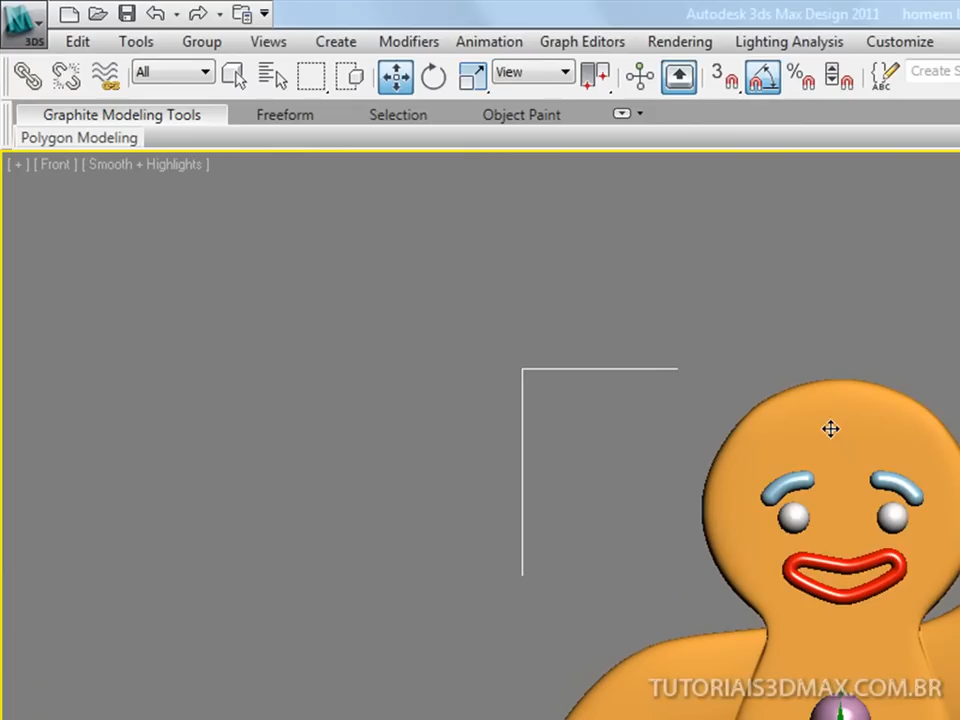 Autodesk 3ds Max Design 2011 homem
3DS
Edit Tools Group Views Create Modifiers Animation Graph Editors Rendering Lighting Analysis Customize
All View 3 % ABC Create S
Graphite Modeling Tools Freeform Selection Object Paint
Polygon Modeling
[ + ] [ Front ] [ Smooth + Highlights ]
TUTORIAIS3DMAX.COM.BR